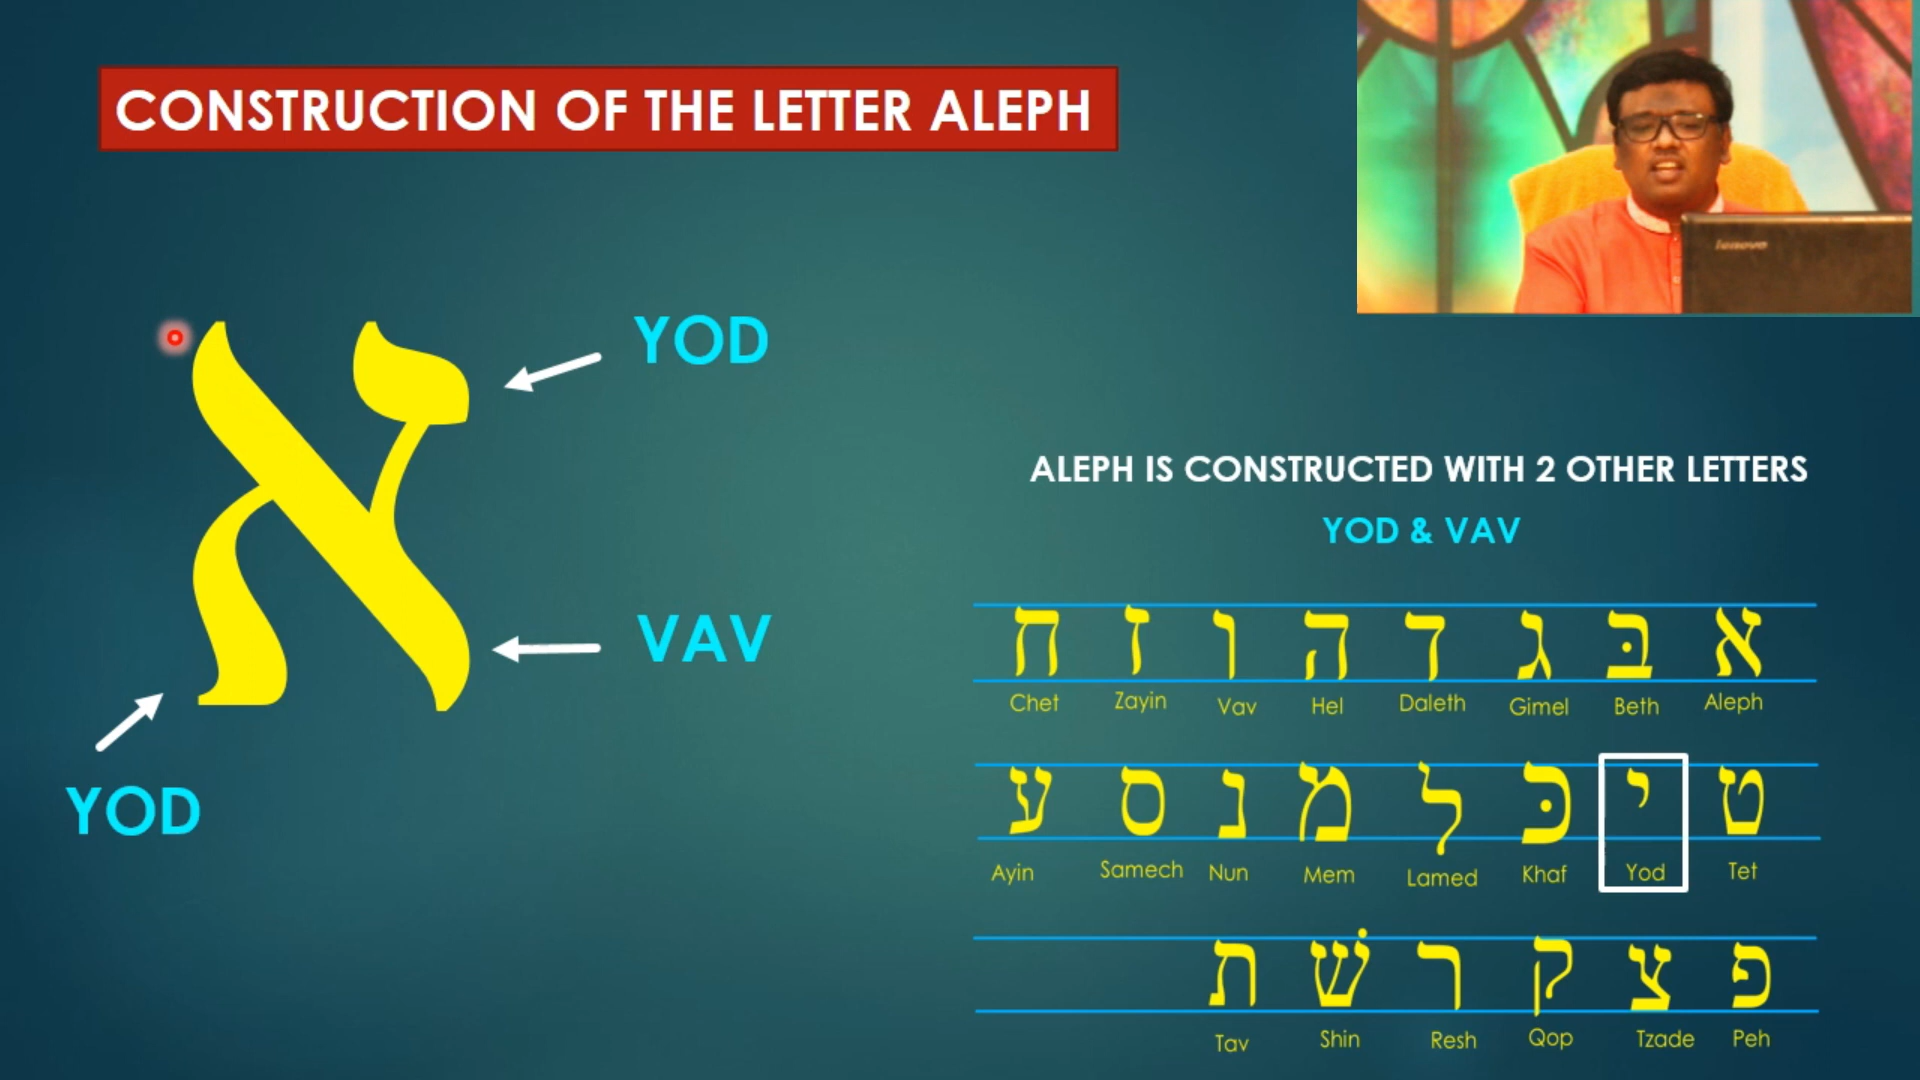 CONSTRUCTION OF THE LETTER ALEPH
lenovo
א
YOD
VAV
YOD
ALEPH IS CONSTRUCTED WITH 2 OTHER LETTERS
YOD & VAV
א בּ ג ד ה ו ז ח
Chet Zayin Vav Hel Daleth Gimel Beth Aleph
ט י כּ ל מ נ ס ע
Ayin Samech Nun Mem Lamed Khaf Yod Tet
פ צ ק ר שׁ ת
Tav Shin Resh Qop Tzade Peh